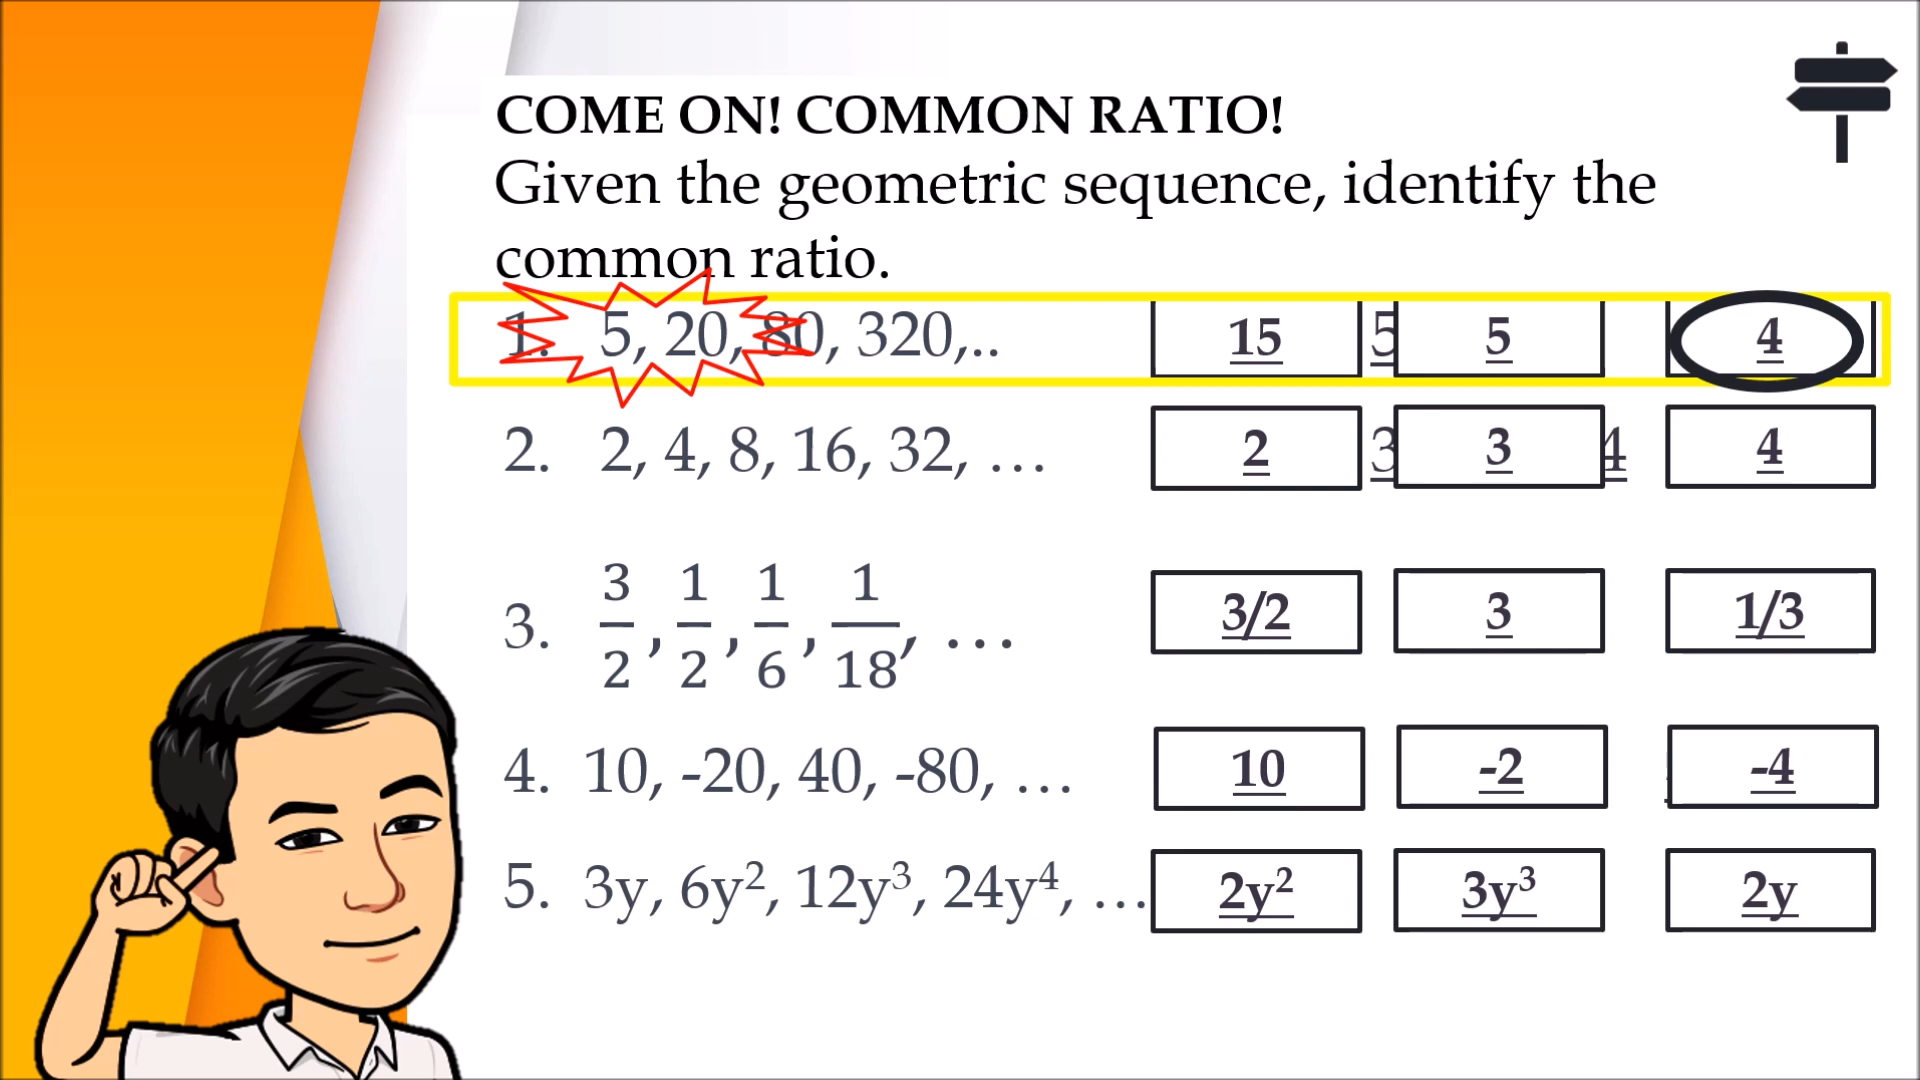 COME ON! COMMON RATIO!
Given the geometric sequence, identify the
common ratio.
1. 5, 20, 80, 320,.. 15 5 5 4
2. 2, 4, 8, 16, 32, … 2 3 3 4 4
3. 3/2, 1/2, 1/6, 1/18, … 3/2 3 1/3
4. 10, -20, 40, -80, … 10 -2 -4
5. 3y, 6y², 12y³, 24y⁴, … 2y² 3y³ 2y